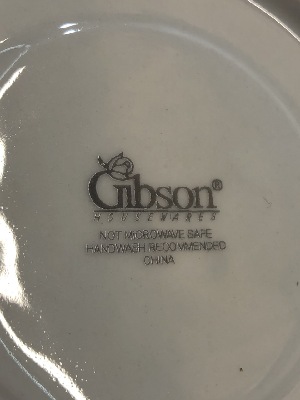 Gibson®
HOUSEWARES
NOT MICROWAVE SAFE
HANDWASH RECOMMENDED
CHINA